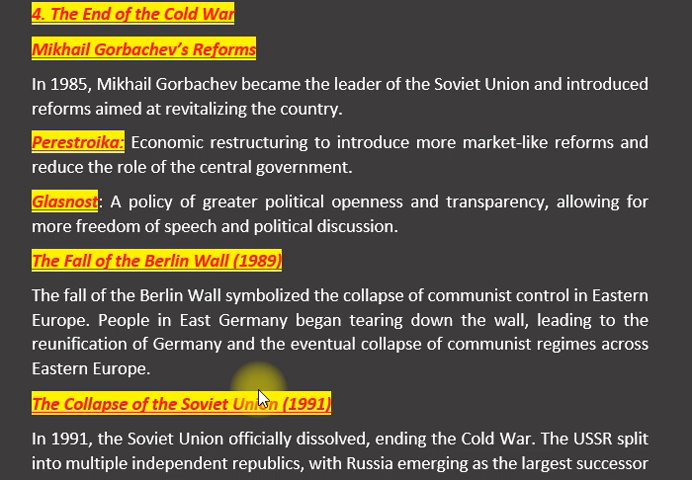 4. The End of the Cold War
Mikhail Gorbachev's Reforms
In 1985, Mikhail Gorbachev became the leader of the Soviet Union and introduced
reforms aimed at revitalizing the country.
Perestroika: Economic restructuring to introduce more market-like reforms and
reduce the role of the central government.
Glasnost: A policy of greater political openness and transparency, allowing for
more freedom of speech and political discussion.
The Fall of the Berlin Wall (1989)
The fall of the Berlin Wall symbolized the collapse of communist control in Eastern
Europe. People in East Germany began tearing down the wall, leading to the
reunification of Germany and the eventual collapse of communist regimes across
Eastern Europe.
The Collapse of the Soviet Union (1991)
In 1991, the Soviet Union officially dissolved, ending the Cold War. The USSR split
into multiple independent republics, with Russia emerging as the largest successor